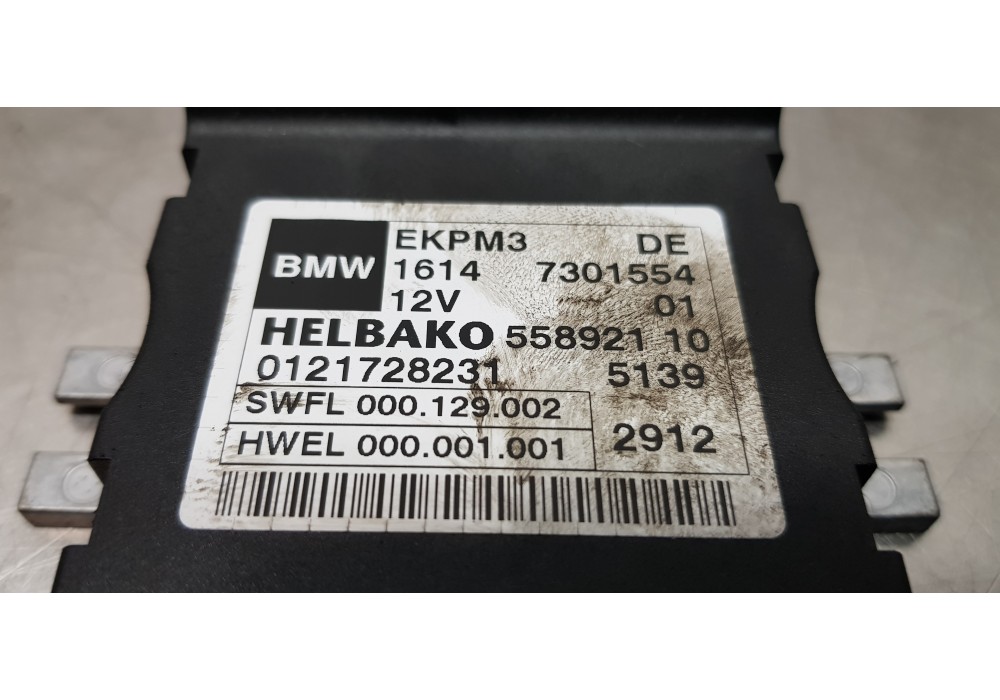 EKPM3 DE
BMW 1614 7301554
12V 01
HELBAKO 558921 10
0121728231 5139
SWFL 000.129.002
HWEL 000.001.001 2912